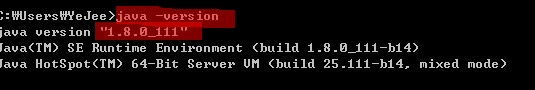 C:₩Users₩YeJee>java -version
java version "1.8.0_111"
Java(TM) SE Runtime Environment (build 1.8.0_111-b14)
Java HotSpot(TM) 64-Bit Server VM (build 25.111-b14, mixed mode)